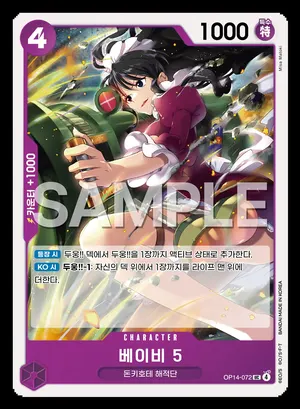 4
1000
특수
特
카운터 +1000
SAMPLE
등장 시 두웅!! 덱에서 두웅!!을 1장까지 액티브 상태로 추가한다.
KO 시 두웅!!-1: 자신의 덱 위에서 1장까지를 라이프 맨 위에
더한다.
CHARACTER
베이비 5
돈키호테 해적단
OP14-072 UC 4
BANDAI MADE IN KOREA